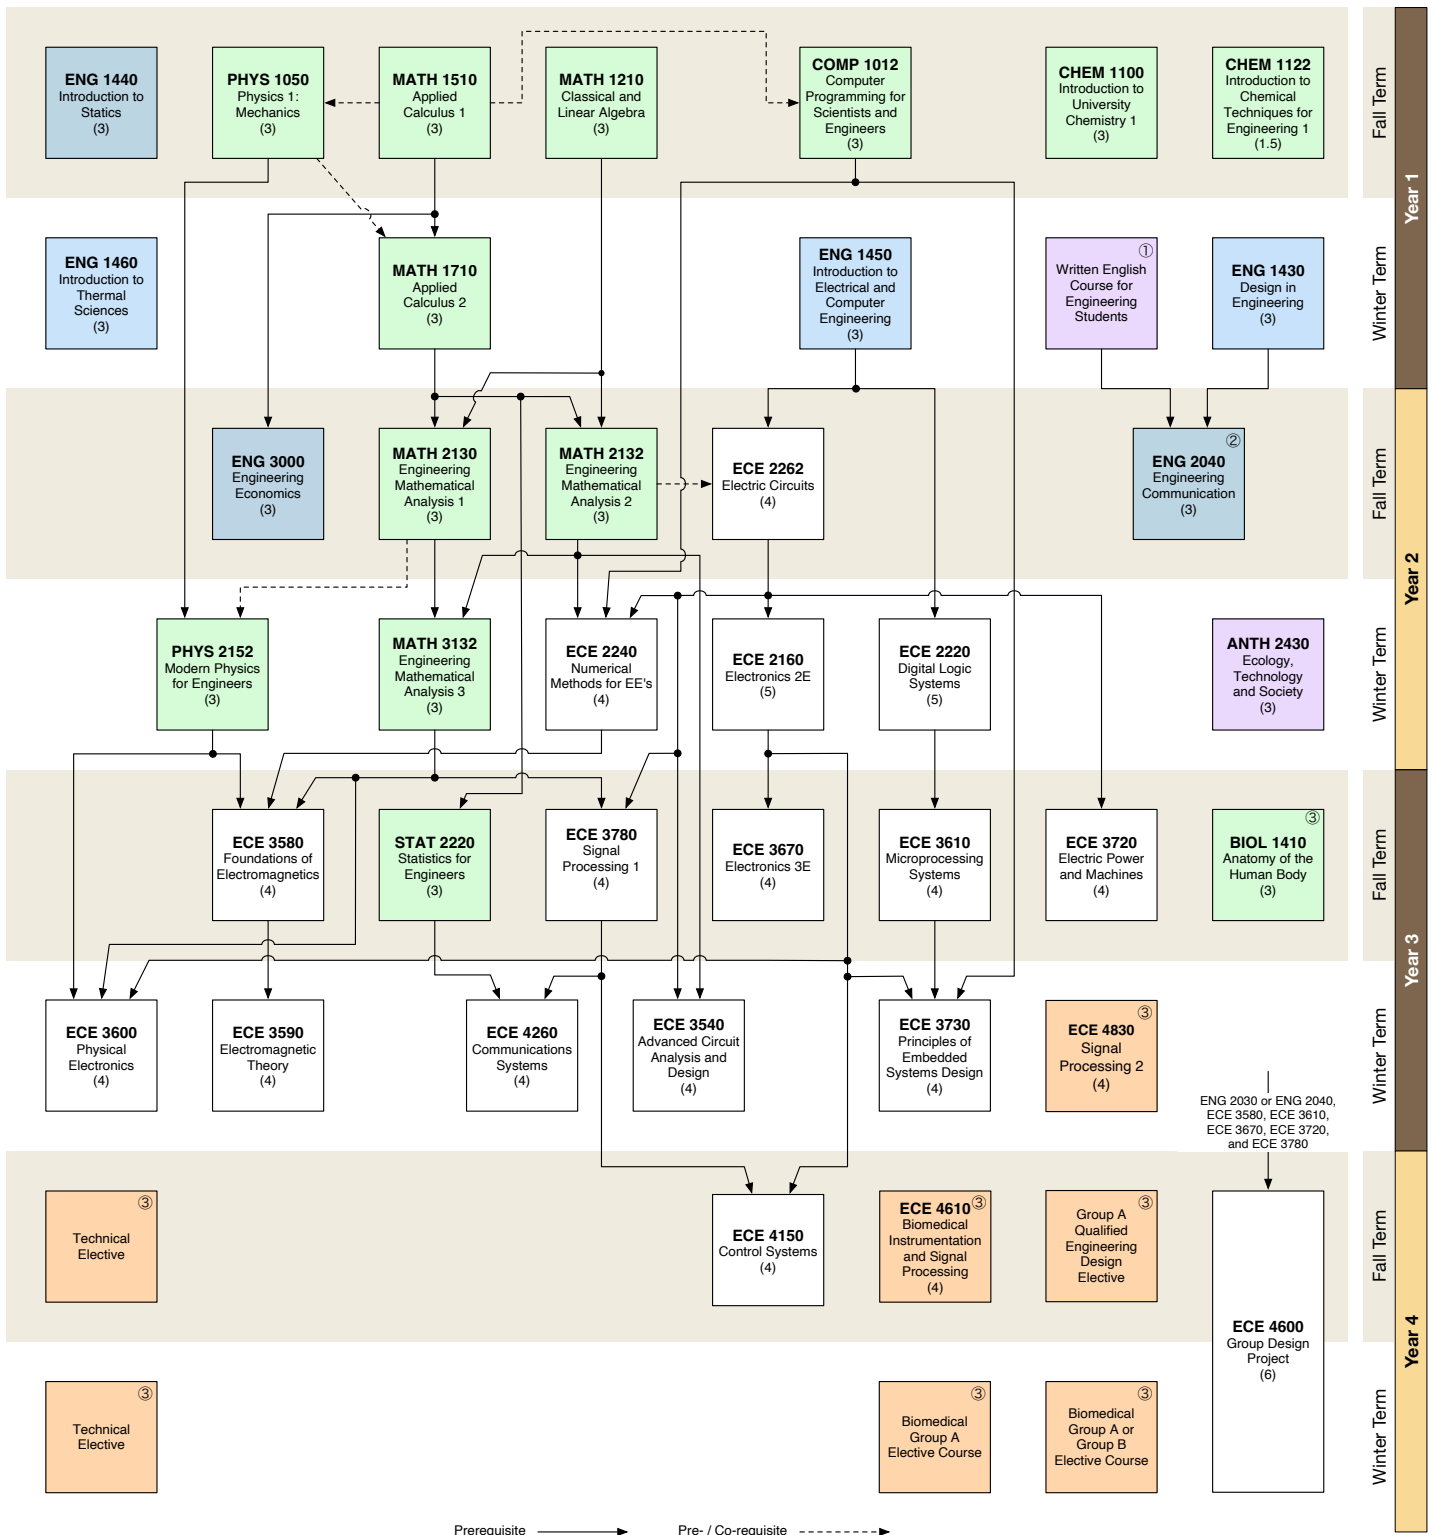 ENG 1440
Introduction to
Statics
(3)
PHYS 1050
Physics 1:
Mechanics
(3)
MATH 1510
Applied
Calculus 1
(3)
MATH 1210
Classical and
Linear Algebra
(3)
COMP 1012
Computer
Programming for
Scientists and
Engineers
(3)
CHEM 1100
Introduction to
University
Chemistry 1
(3)
CHEM 1122
Introduction to
Chemical
Techniques for
Engineering 1
(1.5)
Fall Term
Year 1
ENG 1460
Introduction to
Thermal
Sciences
(3)
MATH 1710
Applied
Calculus 2
(3)
ENG 1450
Introduction to
Electrical and
Computer
Engineering
(3)
①
Written English
Course for
Engineering
Students
ENG 1430
Design in
Engineering
(3)
Winter Term
ENG 3000
Engineering
Economics
(3)
MATH 2130
Engineering
Mathematical
Analysis 1
(3)
MATH 2132
Engineering
Mathematical
Analysis 2
(3)
ECE 2262
Electric Circuits
(4)
②
ENG 2040
Engineering
Communication
(3)
Fall Term
Year 2
PHYS 2152
Modern Physics
for Engineers
(3)
MATH 3132
Engineering
Mathematical
Analysis 3
(3)
ECE 2240
Numerical
Methods for EE's
(4)
ECE 2160
Electronics 2E
(5)
ECE 2220
Digital Logic
Systems
(5)
ANTH 2430
Ecology,
Technology
and Society
(3)
Winter Term
ECE 3580
Foundations of
Electromagnetics
(4)
STAT 2220
Statistics for
Engineers
(3)
ECE 3780
Signal
Processing 1
(4)
ECE 3670
Electronics 3E
(4)
ECE 3610
Microprocessing
Systems
(4)
ECE 3720
Electric Power
and Machines
(4)
③
BIOL 1410
Anatomy of the
Human Body
(3)
Fall Term
Year 3
ECE 3600
Physical
Electronics
(4)
ECE 3590
Electromagnetic
Theory
(4)
ECE 4260
Communications
Systems
(4)
ECE 3540
Advanced Circuit
Analysis and
Design
(4)
ECE 3730
Principles of
Embedded
Systems Design
(4)
③
ECE 4830
Signal
Processing 2
(4)
ENG 2030 or ENG 2040,
ECE 3580, ECE 3610,
ECE 3670, ECE 3720,
and ECE 3780
Winter Term
③
Technical
Elective
ECE 4150
Control Systems
(4)
③
ECE 4610
Biomedical
Instrumentation
and Signal
Processing
(4)
③
Group A
Qualified
Engineering
Design
Elective
ECE 4600
Group Design
Project
(6)
Fall Term
Year 4
③
Technical
Elective
③
Biomedical
Group A
Elective Course
③
Biomedical
Group A or
Group B
Elective Course
Winter Term
Prerequisite
Pre- / Co-requisite